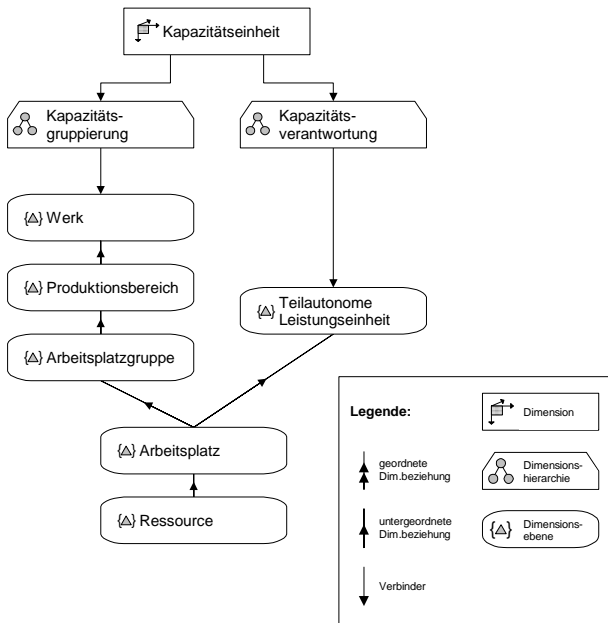 Kapazitätseinheit
Kapazitäts-
gruppierung
Kapazitäts-
verantwortung
{Δ} Werk
{Δ} Produktionsbereich
{Δ} Teilautonome
Leistungseinheit
{Δ} Arbeitsplatzgruppe
{Δ} Arbeitsplatz
{Δ} Ressource
Legende:
Dimension
geordnete
Dim.beziehung
Dimensions-
hierarchie
untergeordnete
Dim.beziehung
{Δ} Dimensions-
ebene
Verbinder